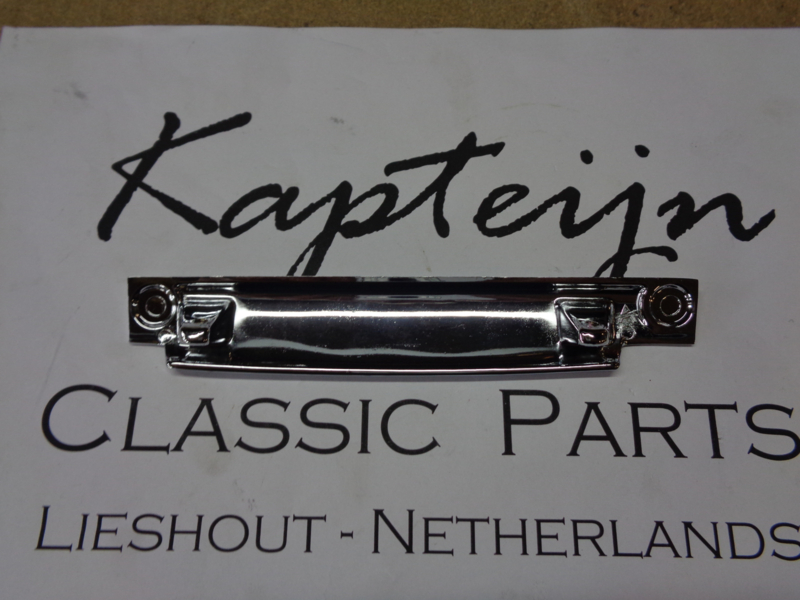 Kapteijn
CLASSIC PARTS
LIESHOUT - NETHERLANDS